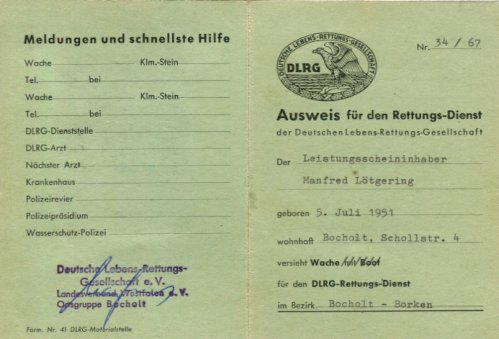 Meldungen und schnellste Hilfe
Wache Klm.-Stein
Tel. bei
Wache Klm.-Stein
Tel. bei
DLRG-Dienststelle
DLRG-Arzt
Nächster Arzt
Krankenhaus
Polizeirevier
Polizeipräsidium
Wasserschutz-Polizei
Deutsche Lebens-Rettungs-
Gesellschaft e.V.
Landesverband Westfalen e.V.
Ortsgruppe Bocholt
Form. Nr. 41 DLRG-Materialstelle
Nr. 34 / 67
DEUTSCHE LEBENS-RETTUNGS-GESELLSCHAFT
DLRG
Ausweis für den Rettungs-Dienst
der Deutschen Lebens-Rettungs-Gesellschaft
Der Leistungsscheininhaber
Manfred Lötgering
geboren 5. Juli 1951
wohnhaft Bocholt, Schollstr. 4
versieht Wache und Boot
für den DLRG-Rettungs-Dienst
im Bezirk Bocholt - Borken